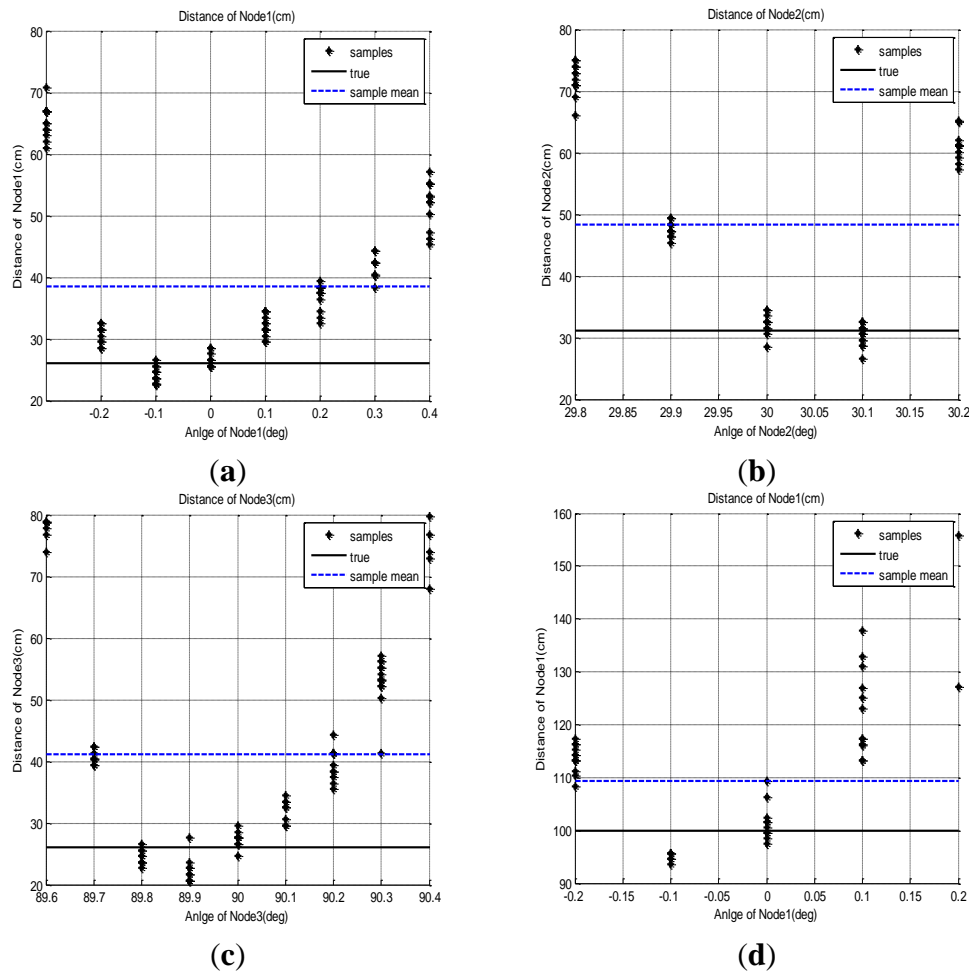 Distance of Node1(cm)
80
70
60
50
40
30
20
Distance of Node1(cm)
samples
true
sample mean
-0.2 -0.1 0 0.1 0.2 0.3 0.4
Anlge of Node1(deg)
(a)
Distance of Node2(cm)
80
70
60
50
40
30
20
Distance of Node2(cm)
samples
true
sample mean
29.8 29.85 29.9 29.95 30 30.05 30.1 30.15 30.2
Anlge of Node2(deg)
(b)
Distance of Node3(cm)
80
70
60
50
40
30
20
Distance of Node3(cm)
samples
true
sample mean
89.6 89.7 89.8 89.9 90 90.1 90.2 90.3 90.4
Anlge of Node3(deg)
(c)
Distance of Node1(cm)
160
150
140
130
120
110
100
90
Distance of Node1(cm)
samples
true
sample mean
-0.2 -0.15 -0.1 -0.05 0 0.05 0.1 0.15 0.2
Anlge of Node1(deg)
(d)